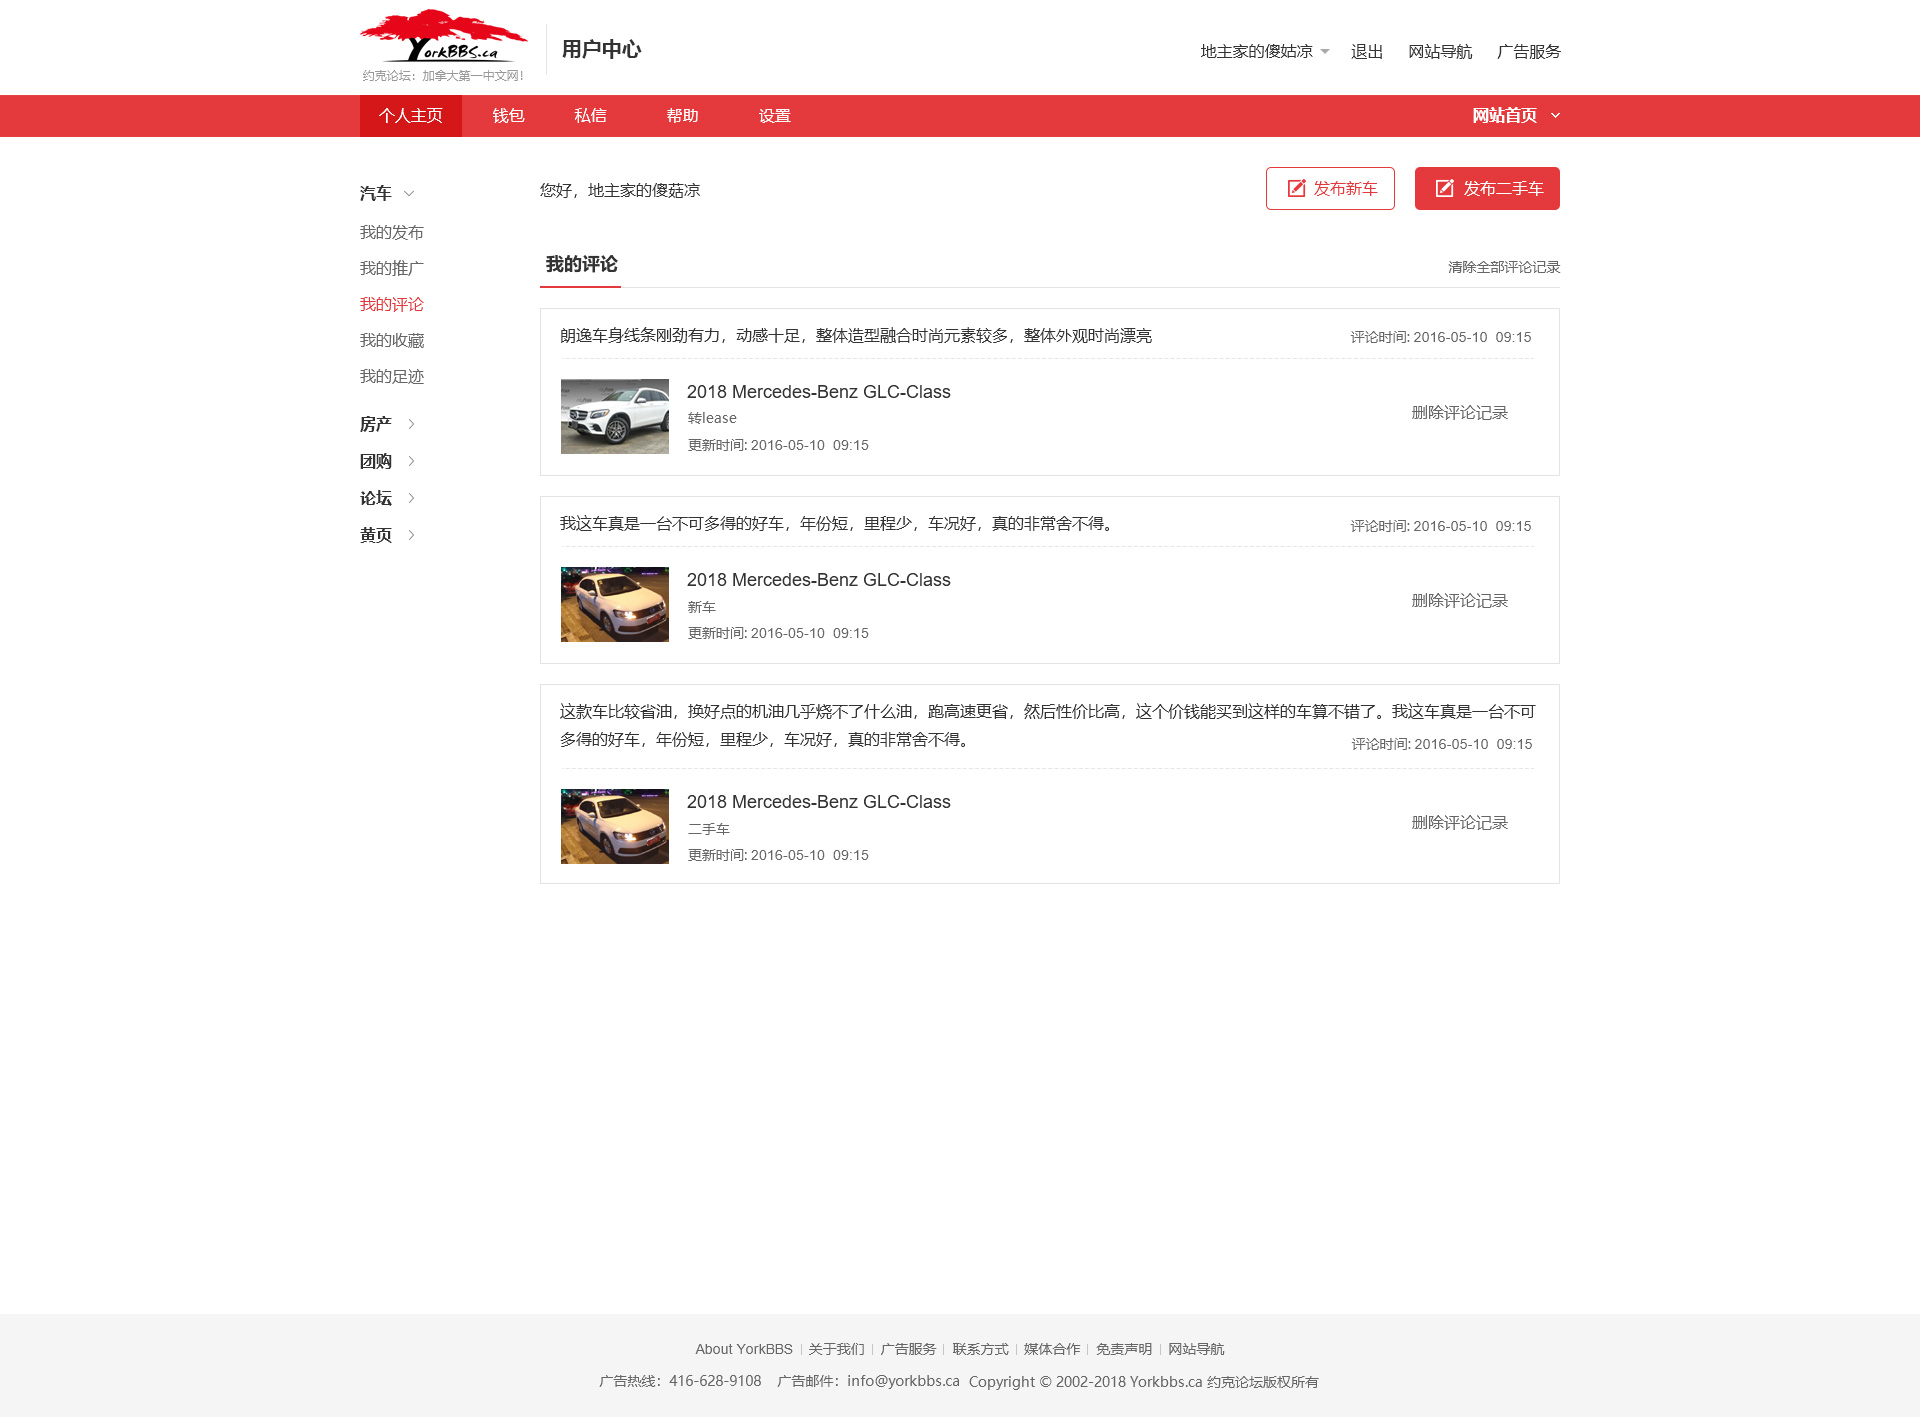 YorkBBS.ca
约克论坛：加拿大第一中文网！
用户中心
地主家的傻姑凉 退出 网站导航 广告服务
个人主页 钱包 私信 帮助 设置 网站首页
汽车
我的发布
我的推广
我的评论
我的收藏
我的足迹
房产
团购
论坛
黄页
您好，地主家的傻菇凉
发布新车 发布二手车
我的评论 清除全部评论记录
朗逸车身线条刚劲有力，动感十足，整体造型融合时尚元素较多，整体外观时尚漂亮 评论时间: 2016-05-10 09:15
2018 Mercedes-Benz GLC-Class
转lease
更新时间: 2016-05-10 09:15
删除评论记录
我这车真是一台不可多得的好车，年份短，里程少，车况好，真的非常舍不得。 评论时间: 2016-05-10 09:15
2018 Mercedes-Benz GLC-Class
新车
更新时间: 2016-05-10 09:15
删除评论记录
这款车比较省油，换好点的机油几乎烧不了什么油，跑高速更省，然后性价比高，这个价钱能买到这样的车算不错了。我这车真是一台不可
多得的好车，年份短，里程少，车况好，真的非常舍不得。 评论时间: 2016-05-10 09:15
2018 Mercedes-Benz GLC-Class
二手车
更新时间: 2016-05-10 09:15
删除评论记录
About YorkBBS 关于我们 广告服务 联系方式 媒体合作 免责声明 网站导航
广告热线：416-628-9108 广告邮件：info@yorkbbs.ca Copyright © 2002-2018 Yorkbbs.ca 约克论坛版权所有